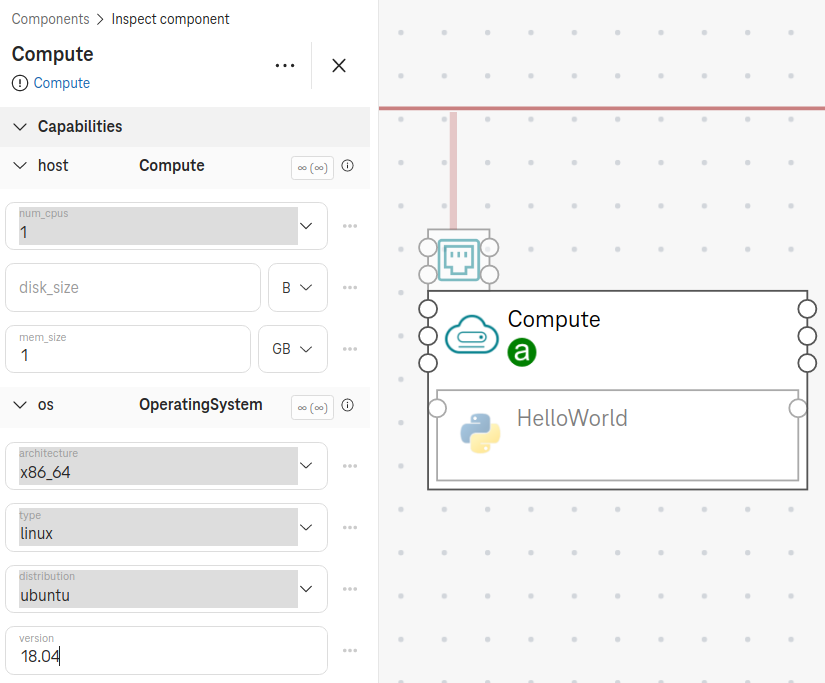 Components > Inspect component
Compute
Compute
Capabilities
host Compute ∞ (∞)
num_cpus
1
disk_size B
mem_size
1 GB
os OperatingSystem ∞ (∞)
architecture
x86_64
type
linux
distribution
ubuntu
version
18.04
Compute
a
HelloWorld